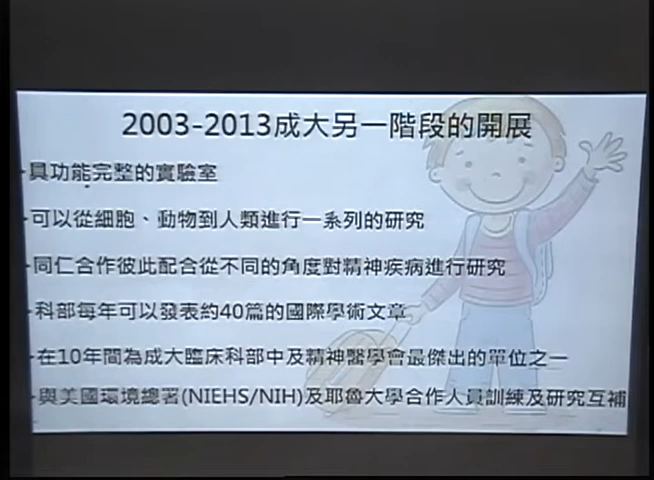 2003-2013成大另一階段的開展
具功能完整的實驗室
可以從細胞、動物到人類進行一系列的研究
同仁合作彼此配合從不同的角度對精神疾病進行研究
科部每年可以發表約40篇的國際學術文章
在10年間為成大臨床科部中及精神醫學會最傑出的單位之一
與美國環境總署(NIEHS/NIH)及耶魯大學合作人員訓練及研究互補